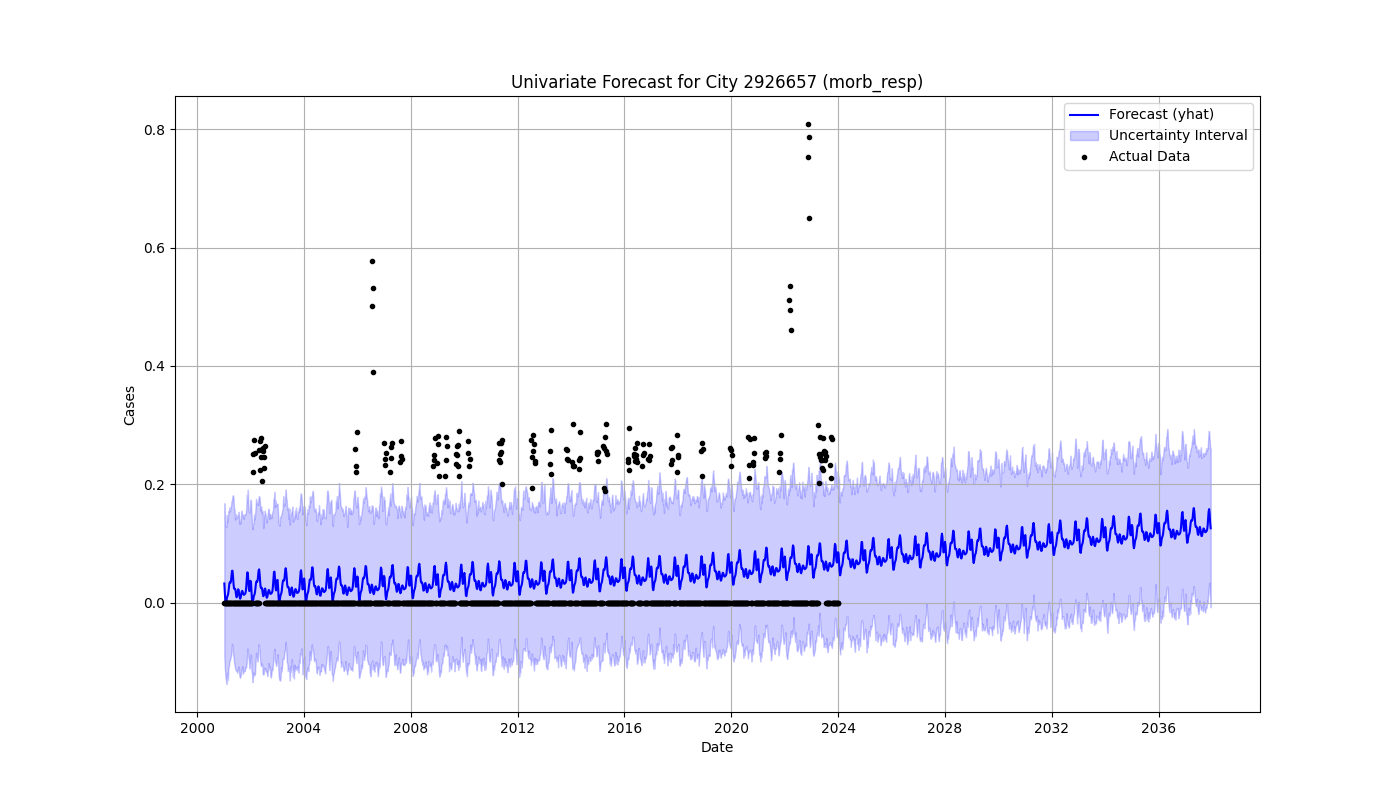 Univariate Forecast for City 2926657 (morb_resp)
Forecast (yhat)
Uncertainty Interval
Actual Data
Cases
0.8
0.6
0.4
0.2
0.0
2000 2004 2008 2012 2016 2020 2024 2028 2032 2036
Date